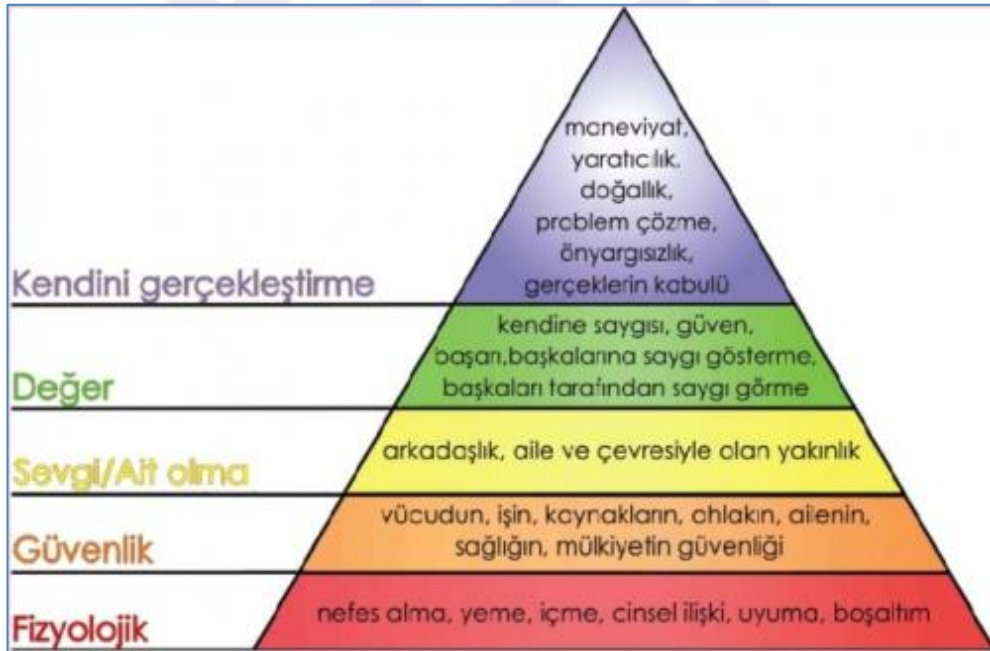 maneviyat,
yaratıcılık,
doğallık,
problem çözme,
önyargısızlık,
gerçeklerin kabulü
Kendini gerçekleştirme
kendine saygısı, güven,
başarı,başkalarına saygı gösterme,
başkaları tarafından saygı görme
Değer
arkadaşlık, aile ve çevresiyle olan yakınlık
Sevgi/Ait olma
vücudun, işin, kaynakların, ahlakın, ailenin,
sağlığın, mülkiyetin güvenliği
Güvenlik
nefes alma, yeme, içme, cinsel ilişki, uyuma, boşaltım
Fizyolojik